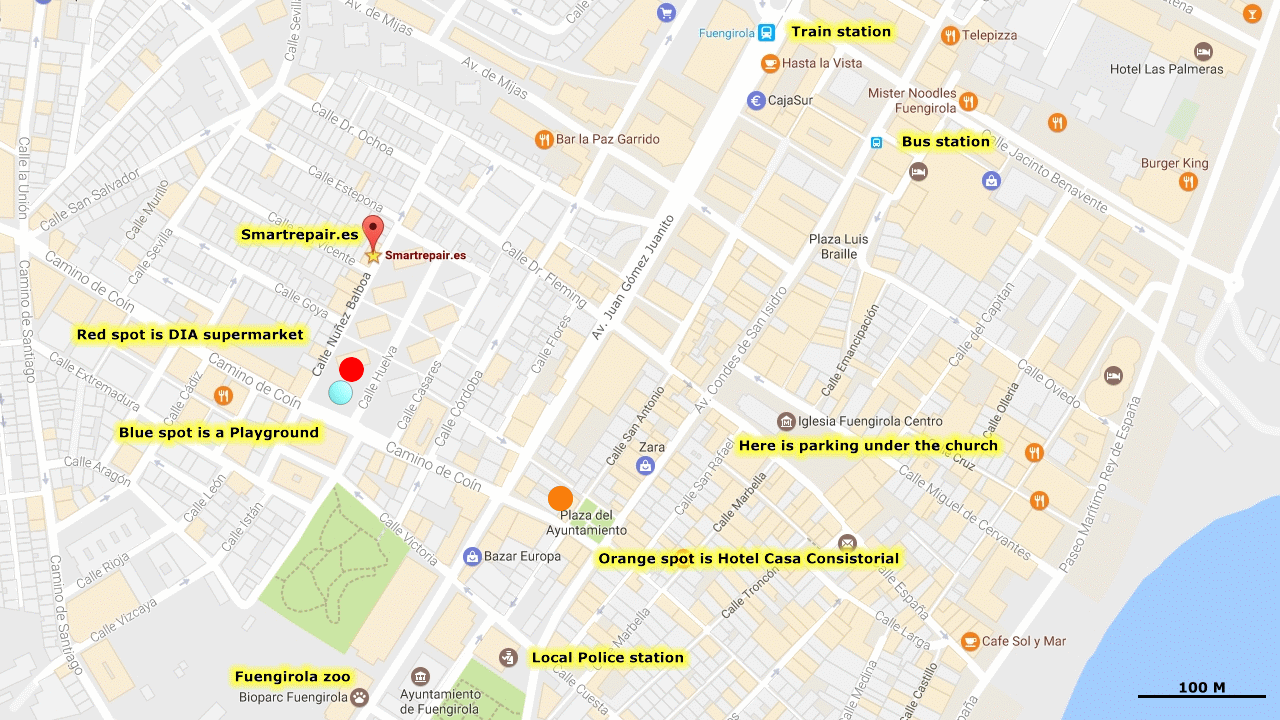 Calle Sevilla
Av. de Mijas
Fuengirola
Train station
Telepizza
Hasta la Vista
Av. de Mijas
Hotel Las Palmeras
CajaSur
Mister Noodles
Fuengirola
Calle Dr. Ochoa
Bar la Paz Garrido
Bus station
Calle Jacinto Benavente
Burger King
Calle la Unión
Calle San Salvador
Calle Murillo
Calle Estepona
Smartrepair.es
Calle Vicente
Smartrepair.es
Calle Sevilla
Calle Dr. Fleming
Av. Juan Gómez Juanito
Plaza Luis
Braille
Camino de Coín
Calle Goya
Calle Núñez Balboa
Camino de Santiago
Red spot is DIA supermarket
Calle Flores
Av. Condes de San Isidro
Calle Emancipación
Calle del Capitan
Calle Extremadura
Camino de Coín
Calle Huelva
Calle Casares
Calle Córdoba
Calle Cádiz
Calle Oviedo
Calle Olleria
Blue spot is a Playground
Calle San Antonio
Zara
Iglesia Fuengirola Centro
Here is parking under the church
Cruz
Calle Aragón
Calle León
Camino de Coín
Calle San Rafael
Calle Marbella
Calle Miguel de Cervantes
Paseo Marítimo Rey de España
Calle Istán
Calle Victoria
Plaza del
Ayuntamiento
Bazar Europa
Orange spot is Hotel Casa Consistorial
Calle Rioja
Calle Vizcaya
Camino de Santiago
Calle Troncón
Calle España
Calle Larga
Marbella
Cafe Sol y Mar
Local Police station
Fuengirola zoo
Bioparc Fuengirola
Ayuntamiento
de Fuengirola
Cuesta
Calle Medina
Calle Castillo
España
100 M